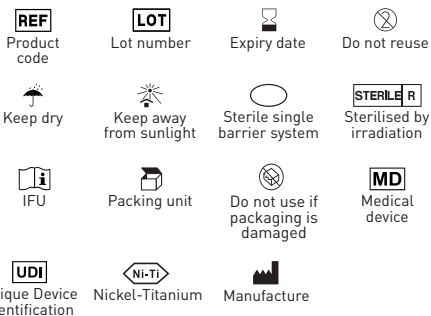 REF LOT
Product code
Lot number
Expiry date
Do not reuse
STERILE R
Keep dry
Keep away from sunlight
Sterile single barrier system
Sterilised by irradiation
i
MD
IFU
Packing unit
Do not use if packaging is damaged
Medical device
UDI
Ni-Ti
ique Device entification
Nickel-Titanium
Manufacture